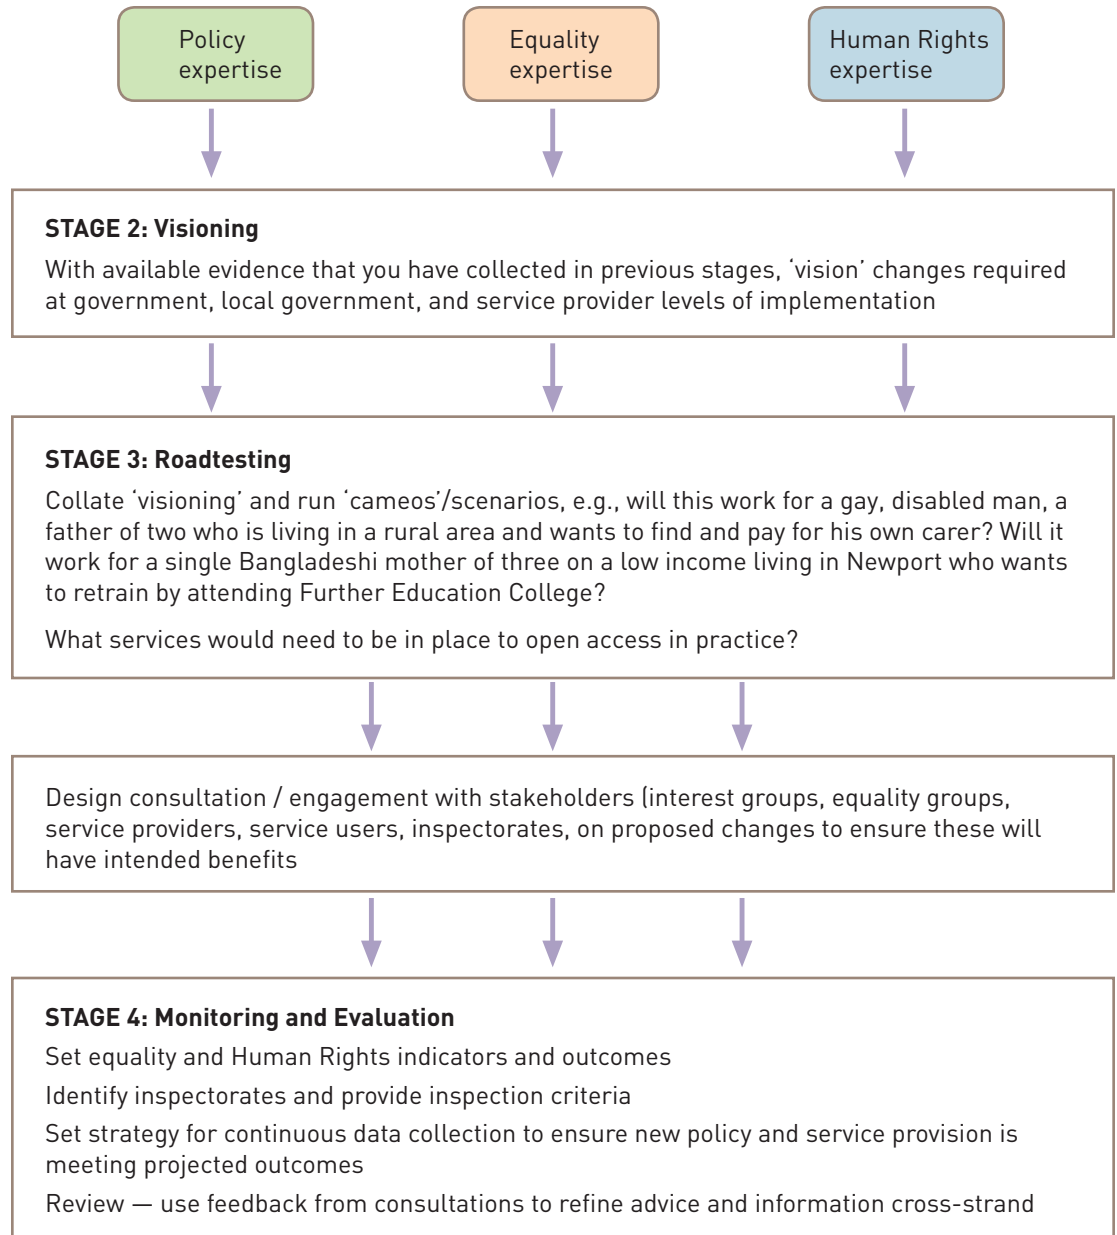 Policy
expertise
Equality
expertise
Human Rights
expertise
STAGE 2: Visioning
With available evidence that you have collected in previous stages, ‘vision’ changes required
at government, local government, and service provider levels of implementation
STAGE 3: Roadtesting
Collate ‘visioning’ and run ‘cameos’/scenarios, e.g., will this work for a gay, disabled man, a
father of two who is living in a rural area and wants to find and pay for his own carer? Will it
work for a single Bangladeshi mother of three on a low income living in Newport who wants
to retrain by attending Further Education College?
What services would need to be in place to open access in practice?
Design consultation / engagement with stakeholders (interest groups, equality groups,
service providers, service users, inspectorates, on proposed changes to ensure these will
have intended benefits
STAGE 4: Monitoring and Evaluation
Set equality and Human Rights indicators and outcomes
Identify inspectorates and provide inspection criteria
Set strategy for continuous data collection to ensure new policy and service provision is
meeting projected outcomes
Review — use feedback from consultations to refine advice and information cross-strand